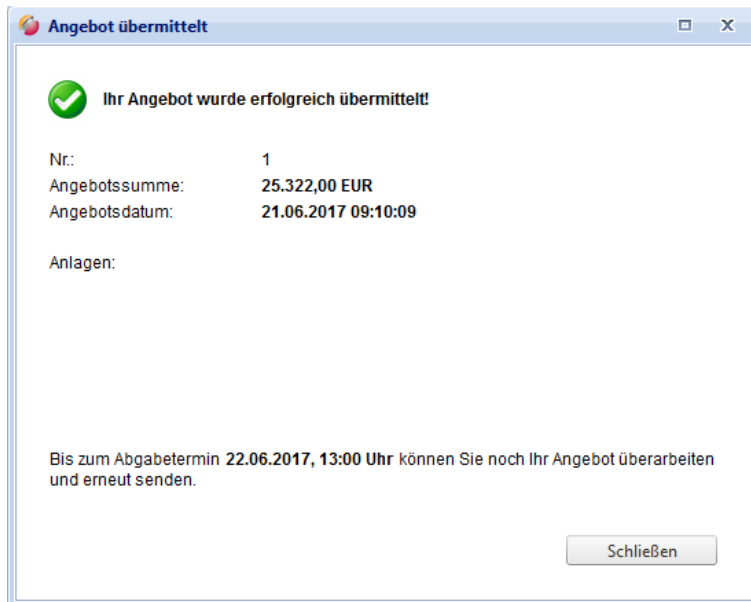 Angebot übermittelt
Ihr Angebot wurde erfolgreich übermittelt!
Nr.: 1
Angebotssumme: 25.322,00 EUR
Angebotsdatum: 21.06.2017 09:10:09
Anlagen:
Bis zum Abgabetermin 22.06.2017, 13:00 Uhr können Sie noch Ihr Angebot überarbeiten
und erneut senden.
Schließen